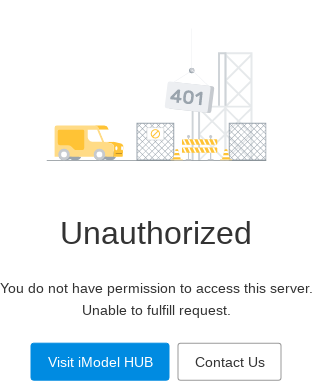 401
Unauthorized
You do not have permission to access this server.
Unable to fulfill request.
Visit iModel HUB
Contact Us